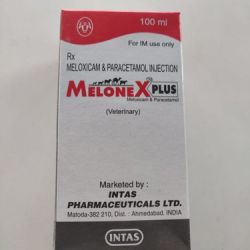 100 ml
For IM use only
Rx
MELOXICAM & PARACETAMOL INJECTION
MELONEX PLUS
Meloxicam & Paracetamol
(Veterinary)
Marketed by :
INTAS
PHARMACEUTICALS LTD.
Matoda-382 210, Dist. : Ahmedabad. INDIA
INTAS